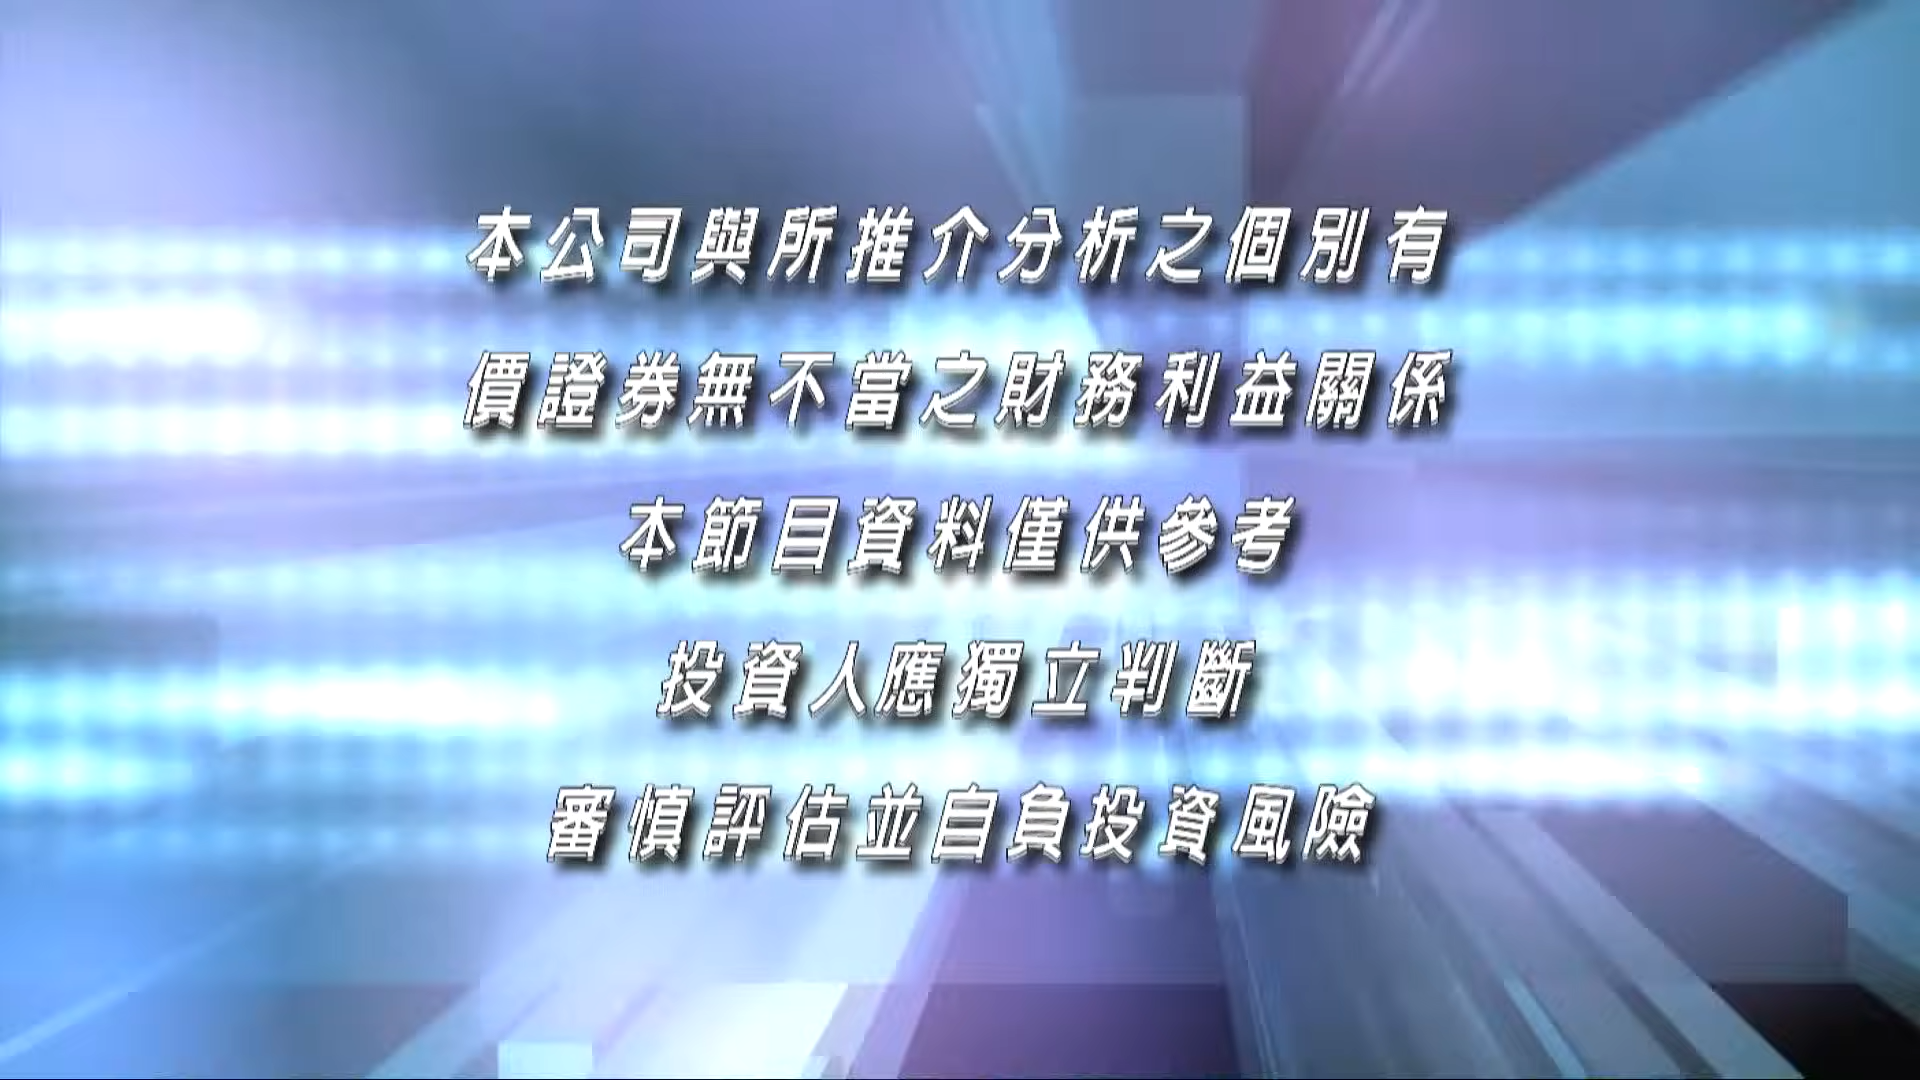 本公司與所推介分析之個別有
價證券無不當之財務利益關係
本節目資料僅供參考
投資人應獨立判斷
審慎評估並自負投資風險